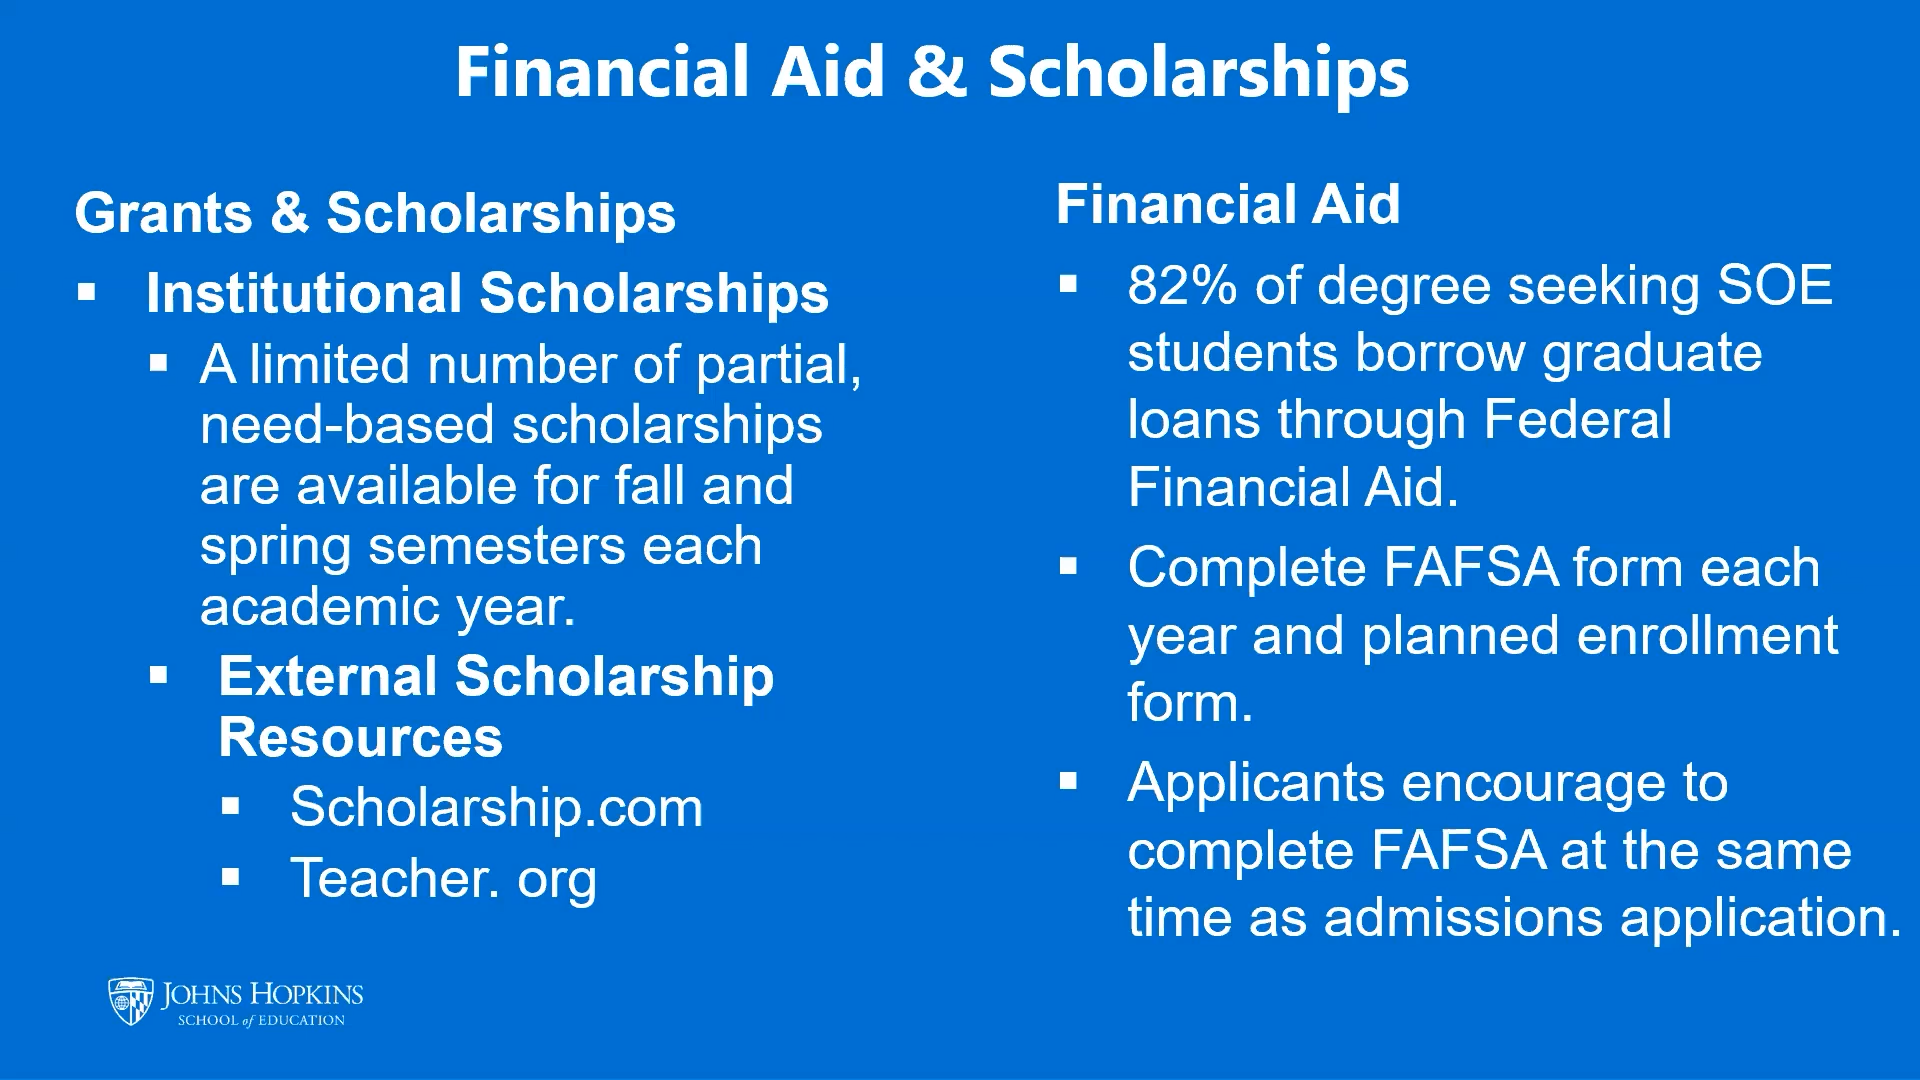 Financial Aid & Scholarships
Grants & Scholarships
▪ Institutional Scholarships
▪ A limited number of partial,
need-based scholarships
are available for fall and
spring semesters each
academic year.
▪ External Scholarship
Resources
▪ Scholarship.com
▪ Teacher. org
Financial Aid
▪ 82% of degree seeking SOE
students borrow graduate
loans through Federal
Financial Aid.
▪ Complete FAFSA form each
year and planned enrollment
form.
▪ Applicants encourage to
complete FAFSA at the same
time as admissions application.
JOHNS HOPKINS
SCHOOL of EDUCATION